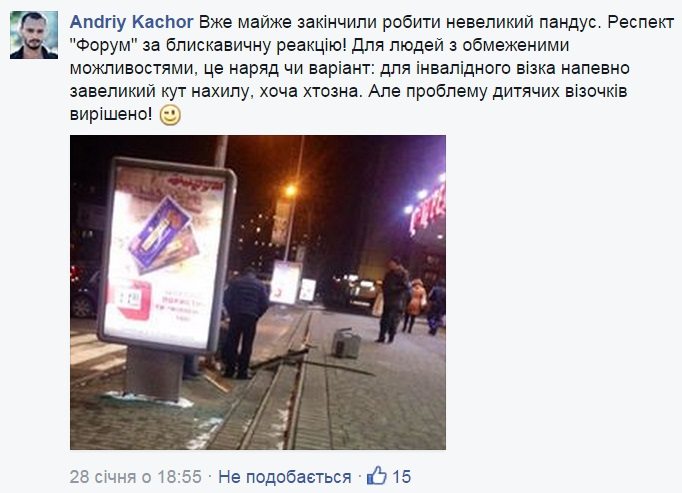 Andriy Kachor Вже майже закінчили робити невеликий пандус. Респект
"Форум" за блискавичну реакцію! Для людей з обмеженими
можливостями, це наряд чи варіант: для інвалідного візка напевно
завеликий кут нахилу, хоча хтозна. Але проблему дитячих візочків
вирішено!
Форум
28 січня о 18:55 · Не подобається · 15